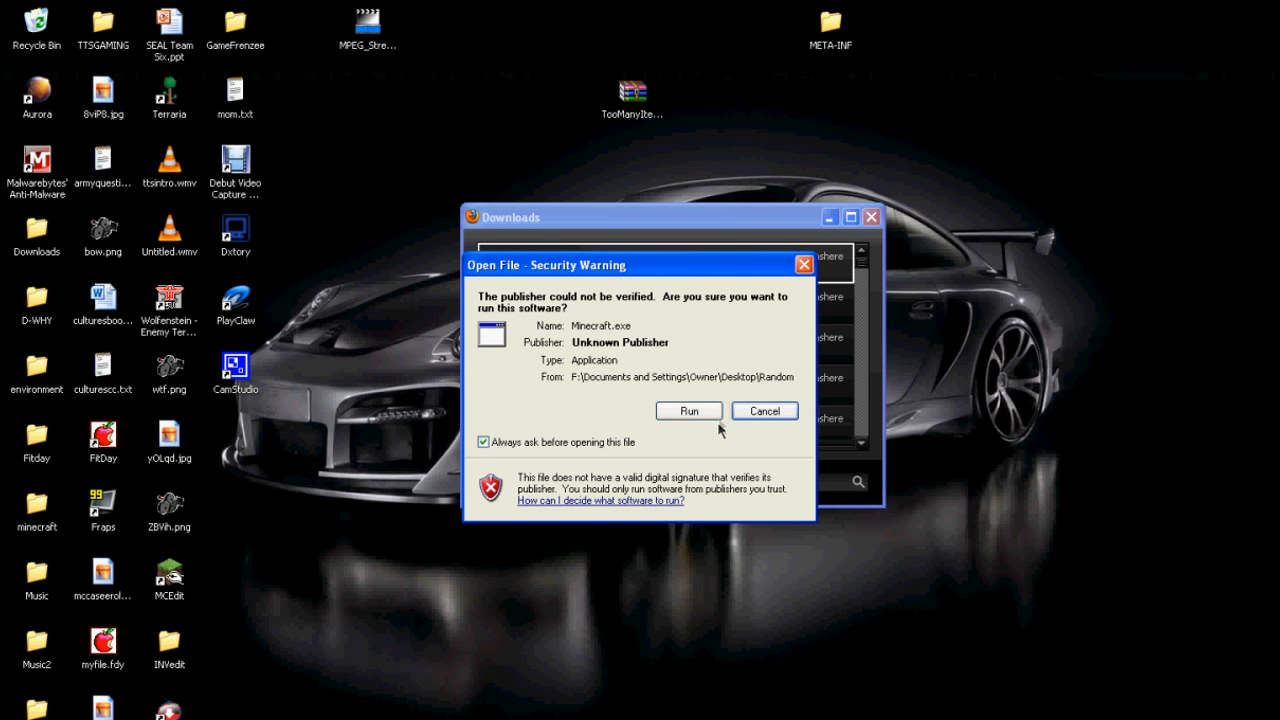 Recycle Bin
TTSGAMING
SEAL Team
Six.ppt
GameFrenzee
MPEG_Stre...
META-INF
Aurora
8viP8.jpg
Terraria
mom.txt
TooManyIte...
Malwarebytes'
Anti-Malware
armyquesti...
ttsintro.wmv
Debut Video
Capture ...
Downloads
bow.png
Untitled.wmv
Dxtory
D-WHY
culturesboo...
Wolfenstein -
Enemy Ter...
PlayClaw
environment
culturescc.txt
wtf.png
CamStudio
Fitday
FitDay
yOLqd.jpg
minecraft
99
Fraps
ZBVih.png
Music
mccaseerol...
MCEdit
Music2
myfile.fdy
INVedit
Downloads
shere
shere
shere
shere
shere
Open File - Security Warning
The publisher could not be verified. Are you sure you want to
run this software?
Name: Minecraft.exe
Publisher: Unknown Publisher
Type: Application
From: F:\Documents and Settings\Owner\Desktop\Random
Run
Cancel
Always ask before opening this file
This file does not have a valid digital signature that verifies its
publisher. You should only run software from publishers you trust.
How can I decide what software to run?